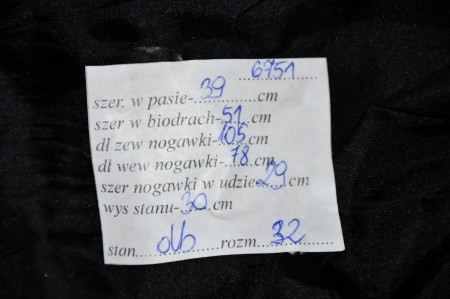 6751
szer. w pasie-.....39.....cm
szer w biodrach-.51...cm
dł zew nogawki-105.cm
dł wew nogawki-.78...cm
szer nogawki w udzie.29...cm
wys stanu-.30...cm
stan.....db.....rozm...32.....